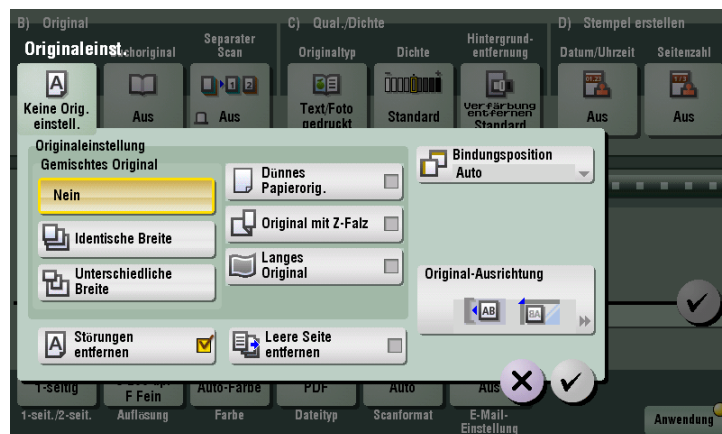 B) Original
C) Qual./Dichte
D) Stempel erstellen
Originaleinst.
Separater
Scan
Originaltyp
Dichte
Hintergrund-
entfernung
Datum/Uhrzeit
Seitenzahl
Keine Orig.
einstell.
Aus
Aus
Text/Foto
gedruckt
Standard
Verfärbung
entfernen
Standard
Aus
Aus
Originaleinstellung
Gemischtes Original
Nein
Identische Breite
Unterschiedliche
Breite
Dünnes
Papierorig.
Original mit Z-Falz
Langes
Original
Bindungsposition
Auto
Original-Ausrichtung
Störungen
entfernen
Leere Seite
entfernen
1-seitig
F Fein
Auto-Farbe
PDF
Auto
Aus
1-seit./2-seit.
Auflösung
Farbe
Dateityp
Scanformat
E-Mail-
Einstellung
Anwendung